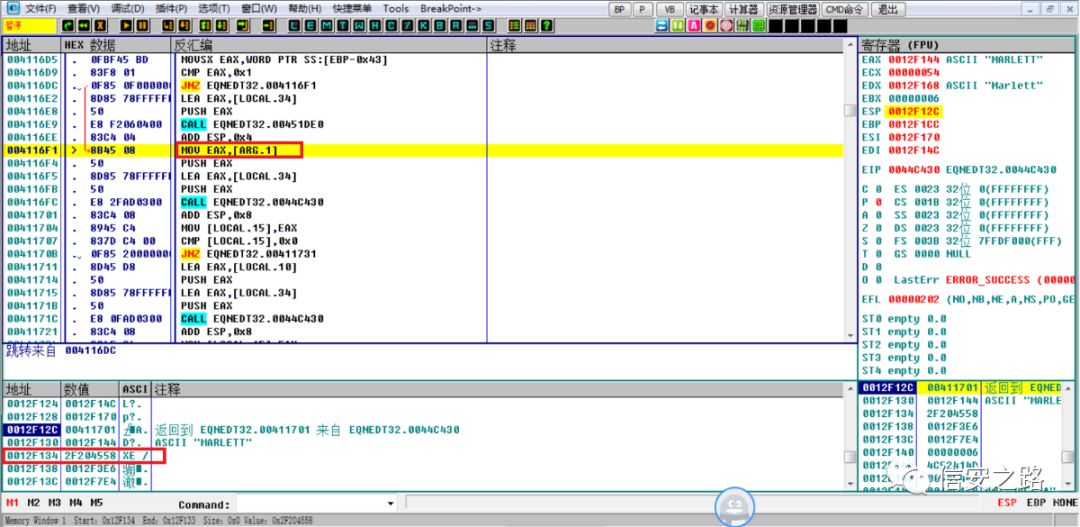 文件(F) 查看(V) 调试(D) 插件(P) 选项(T) 窗口(W) 帮助(H) 快捷菜单 Tools BreakPoint-> BP P VB 记事本 计算器 资源管理器 CMD命令 退出
暂停 L E M T W H C / K B R ... S
地址 HEX 数据 反汇编 注释
004116D5 . 0FBF45 BD MOVSX EAX,WORD PTR SS:[EBP-0x43]
004116D9 . 83F8 01 CMP EAX,0x1
004116DC . 0F85 0F000000 JNZ EQNEDT32.004116F1
004116E2 . 8D85 78FFFFFF LEA EAX,[LOCAL.34]
004116E8 . 50 PUSH EAX
004116E9 . E8 F2060400 CALL EQNEDT32.00451DE0
004116EE . 83C4 04 ADD ESP,0x4
004116F1 > 8B45 08 MOV EAX,[ARG.1]
004116F4 . 50 PUSH EAX
004116F5 . 8D85 78FFFFFF LEA EAX,[LOCAL.34]
004116FB . 50 PUSH EAX
004116FC . E8 2FAD0300 CALL EQNEDT32.0044C430
00411701 . 83C4 08 ADD ESP,0x8
00411704 . 8945 C4 MOV [LOCAL.15],EAX
00411707 . 837D C4 00 CMP [LOCAL.15],0x0
0041170B . 0F85 20000000 JNZ EQNEDT32.00411731
00411711 . 8D45 D8 LEA EAX,[LOCAL.10]
00411714 . 50 PUSH EAX
00411715 . 8D85 78FFFFFF LEA EAX,[LOCAL.34]
0041171B . 50 PUSH EAX
0041171C . E8 0FAD0300 CALL EQNEDT32.0044C430
00411721 . 83C4 08 ADD ESP,0x8
跳转来自 004116DC
寄存器 (FPU)
EAX 0012F144 ASCII "MARLETT"
ECX 00000054
EDX 0012F168 ASCII "Marlett"
EBX 00000006
ESP 0012F12C
EBP 0012F1CC
ESI 0012F170
EDI 0012F14C
EIP 0044C430 EQNEDT32.0044C430
C 0 ES 0023 32位 0(FFFFFFFF)
P 0 CS 001B 32位 0(FFFFFFFF)
A 0 SS 0023 32位 0(FFFFFFFF)
Z 0 DS 0023 32位 0(FFFFFFFF)
S 0 FS 003B 32位 7FFDF000(FFF)
T 0 GS 0000 NULL
D 0
O 0 LastErr ERROR_SUCCESS (00000
EFL 00000202 (NO,NB,NE,A,NS,PO,GE
ST0 empty 0.0
ST1 empty 0.0
ST2 empty 0.0
ST3 empty 0.0
ST4 empty 0.0
地址 数值 ASCI 注释
0012F124 0012F14C L?.
0012F128 0012F170 p?.
0012F12C 00411701 A. 返回到 EQNEDT32.00411701 来自 EQNEDT32.0044C430
0012F130 0012F144 D?. ASCII "MARLETT"
0012F134 2F204558 XE /
0012F138 0012F3E6
0012F13C 0012F7E4
0012F12C 00411701 返回到 EQNED
0012F130 0012F144 ASCII "MARLE
0012F134 2F204558
0012F138 0012F3E6
0012F13C 0012F7E4
0012F140 00000006
4C52414D
信安之路
M1 M2 M3 M4 M5 Command: ESP EBP NONE
Memory Window 1 Start: 0x12F134 End: 0x12F133 Size: 0x0 Value: 0x2F204558